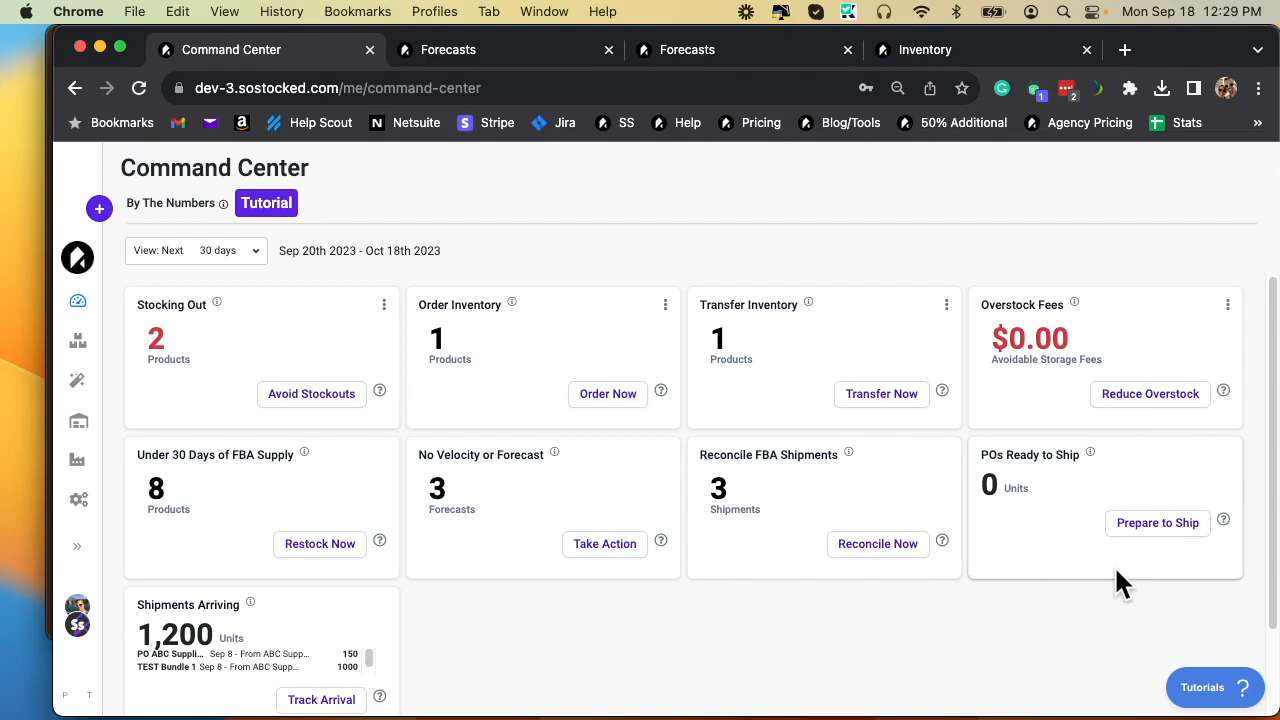 Chrome File Edit View History Bookmarks Profiles Tab Window Help Mon Sep 18 12:29 PM
Command Center Forecasts Forecasts Inventory
dev-3.sostocked.com/me/command-center
1 2
Bookmarks Help Scout Netsuite Stripe Jira SS Help Pricing Blog/Tools 50% Additional Agency Pricing Stats
Command Center
By The Numbers Tutorial
View: Next 30 days Sep 20th 2023 - Oct 18th 2023
Stocking Out
2
Products
Avoid Stockouts
Order Inventory
1
Products
Order Now
Transfer Inventory
1
Products
Transfer Now
Overstock Fees
$0.00
Avoidable Storage Fees
Reduce Overstock
Under 30 Days of FBA Supply
8
Products
Restock Now
No Velocity or Forecast
3
Forecasts
Take Action
Reconcile FBA Shipments
3
Shipments
Reconcile Now
POs Ready to Ship
0 Units
Prepare to Ship
Shipments Arriving
1,200 Units
PO ABC Suppli... Sep 8 - From ABC Supp... 150
TEST Bundle 1 Sep 8 - From ABC Supp... 1000
Track Arrival
Ss
P T
Tutorials ?